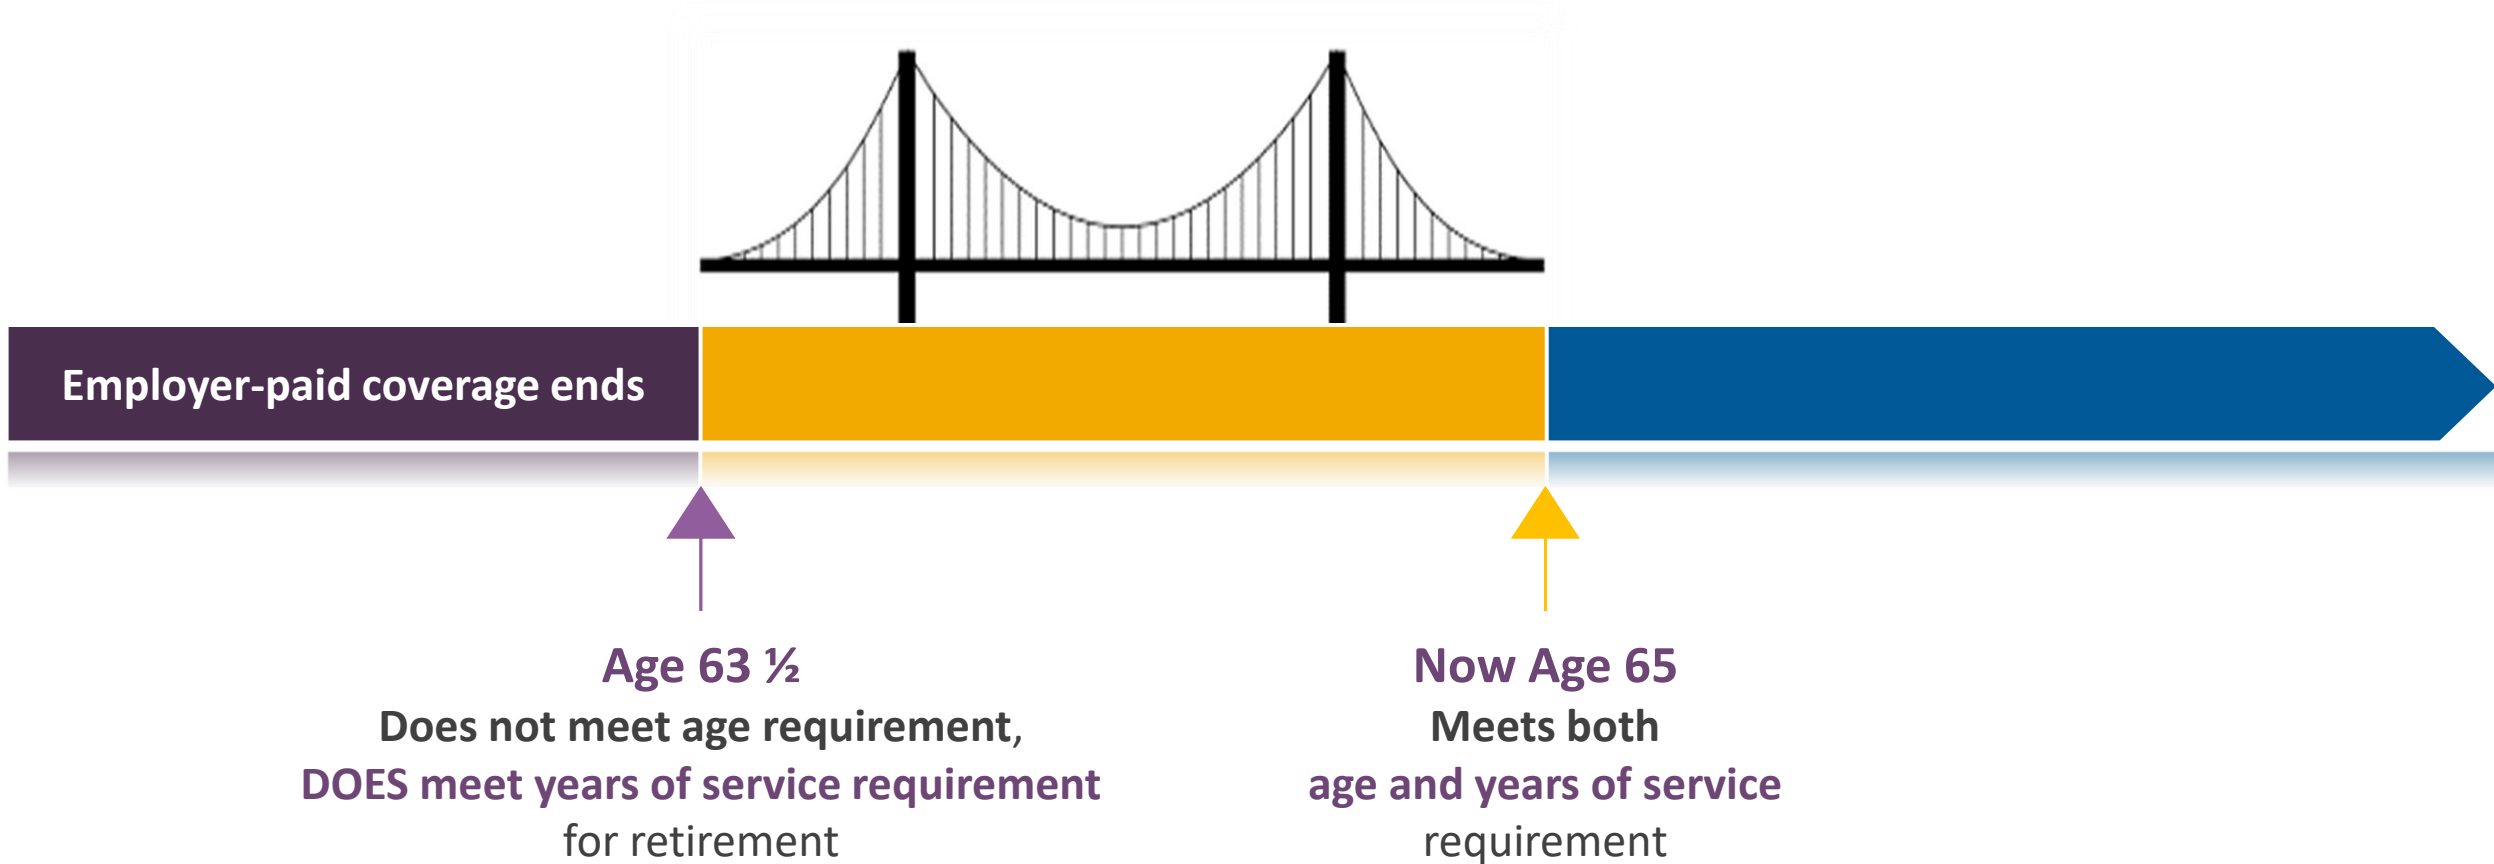 Employer-paid coverage ends
Age 63 ½
Does not meet age requirement,
DOES meet years of service requirement
for retirement
Now Age 65
Meets both
age and years of service
requirement